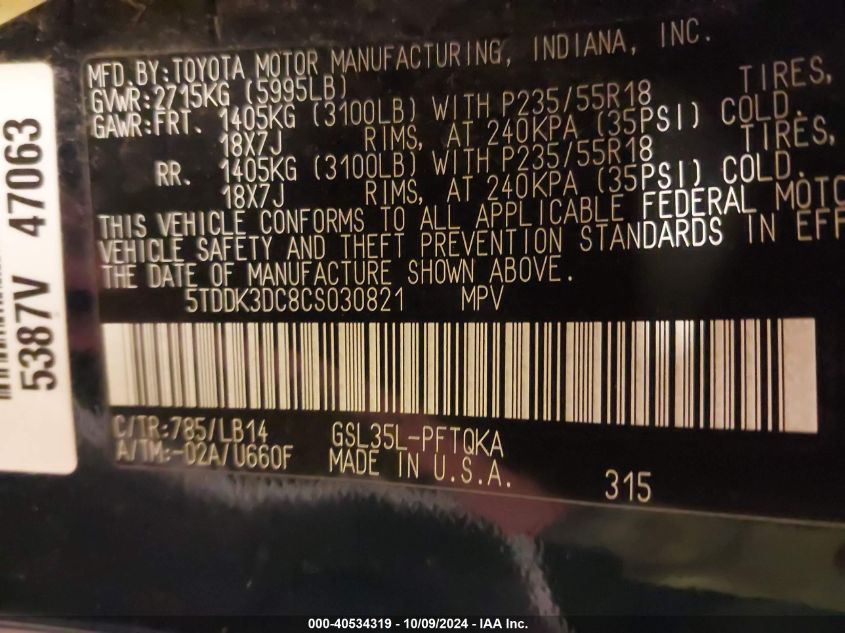 MFD.BY:TOYOTA MOTOR MANUFACTURING, INDIANA, INC.
GVWR:2715KG (5995LB)
GAWR:FRT. 1405KG (3100LB) WITH P235/55R18 TIRES,
18X7J RIMS, AT 240KPA (35PSI) COLD.
RR. 1405KG (3100LB) WITH P235/55R18 TIRES,
18X7J RIMS, AT 240KPA (35PSI) COLD.
THIS VEHICLE CONFORMS TO ALL APPLICABLE FEDERAL MOTO
VEHICLE SAFETY AND THEFT PREVENTION STANDARDS IN EFF
THE DATE OF MANUFACTURE SHOWN ABOVE.
5TDDK3DC8CS030821 MPV
C/TR:785/LB14 GSL35L-PFTQKA
A/TM:-02A/U660F MADE IN U.S.A.
315
5387V 47063
000-40534319 - 10/09/2024 - IAA Inc.